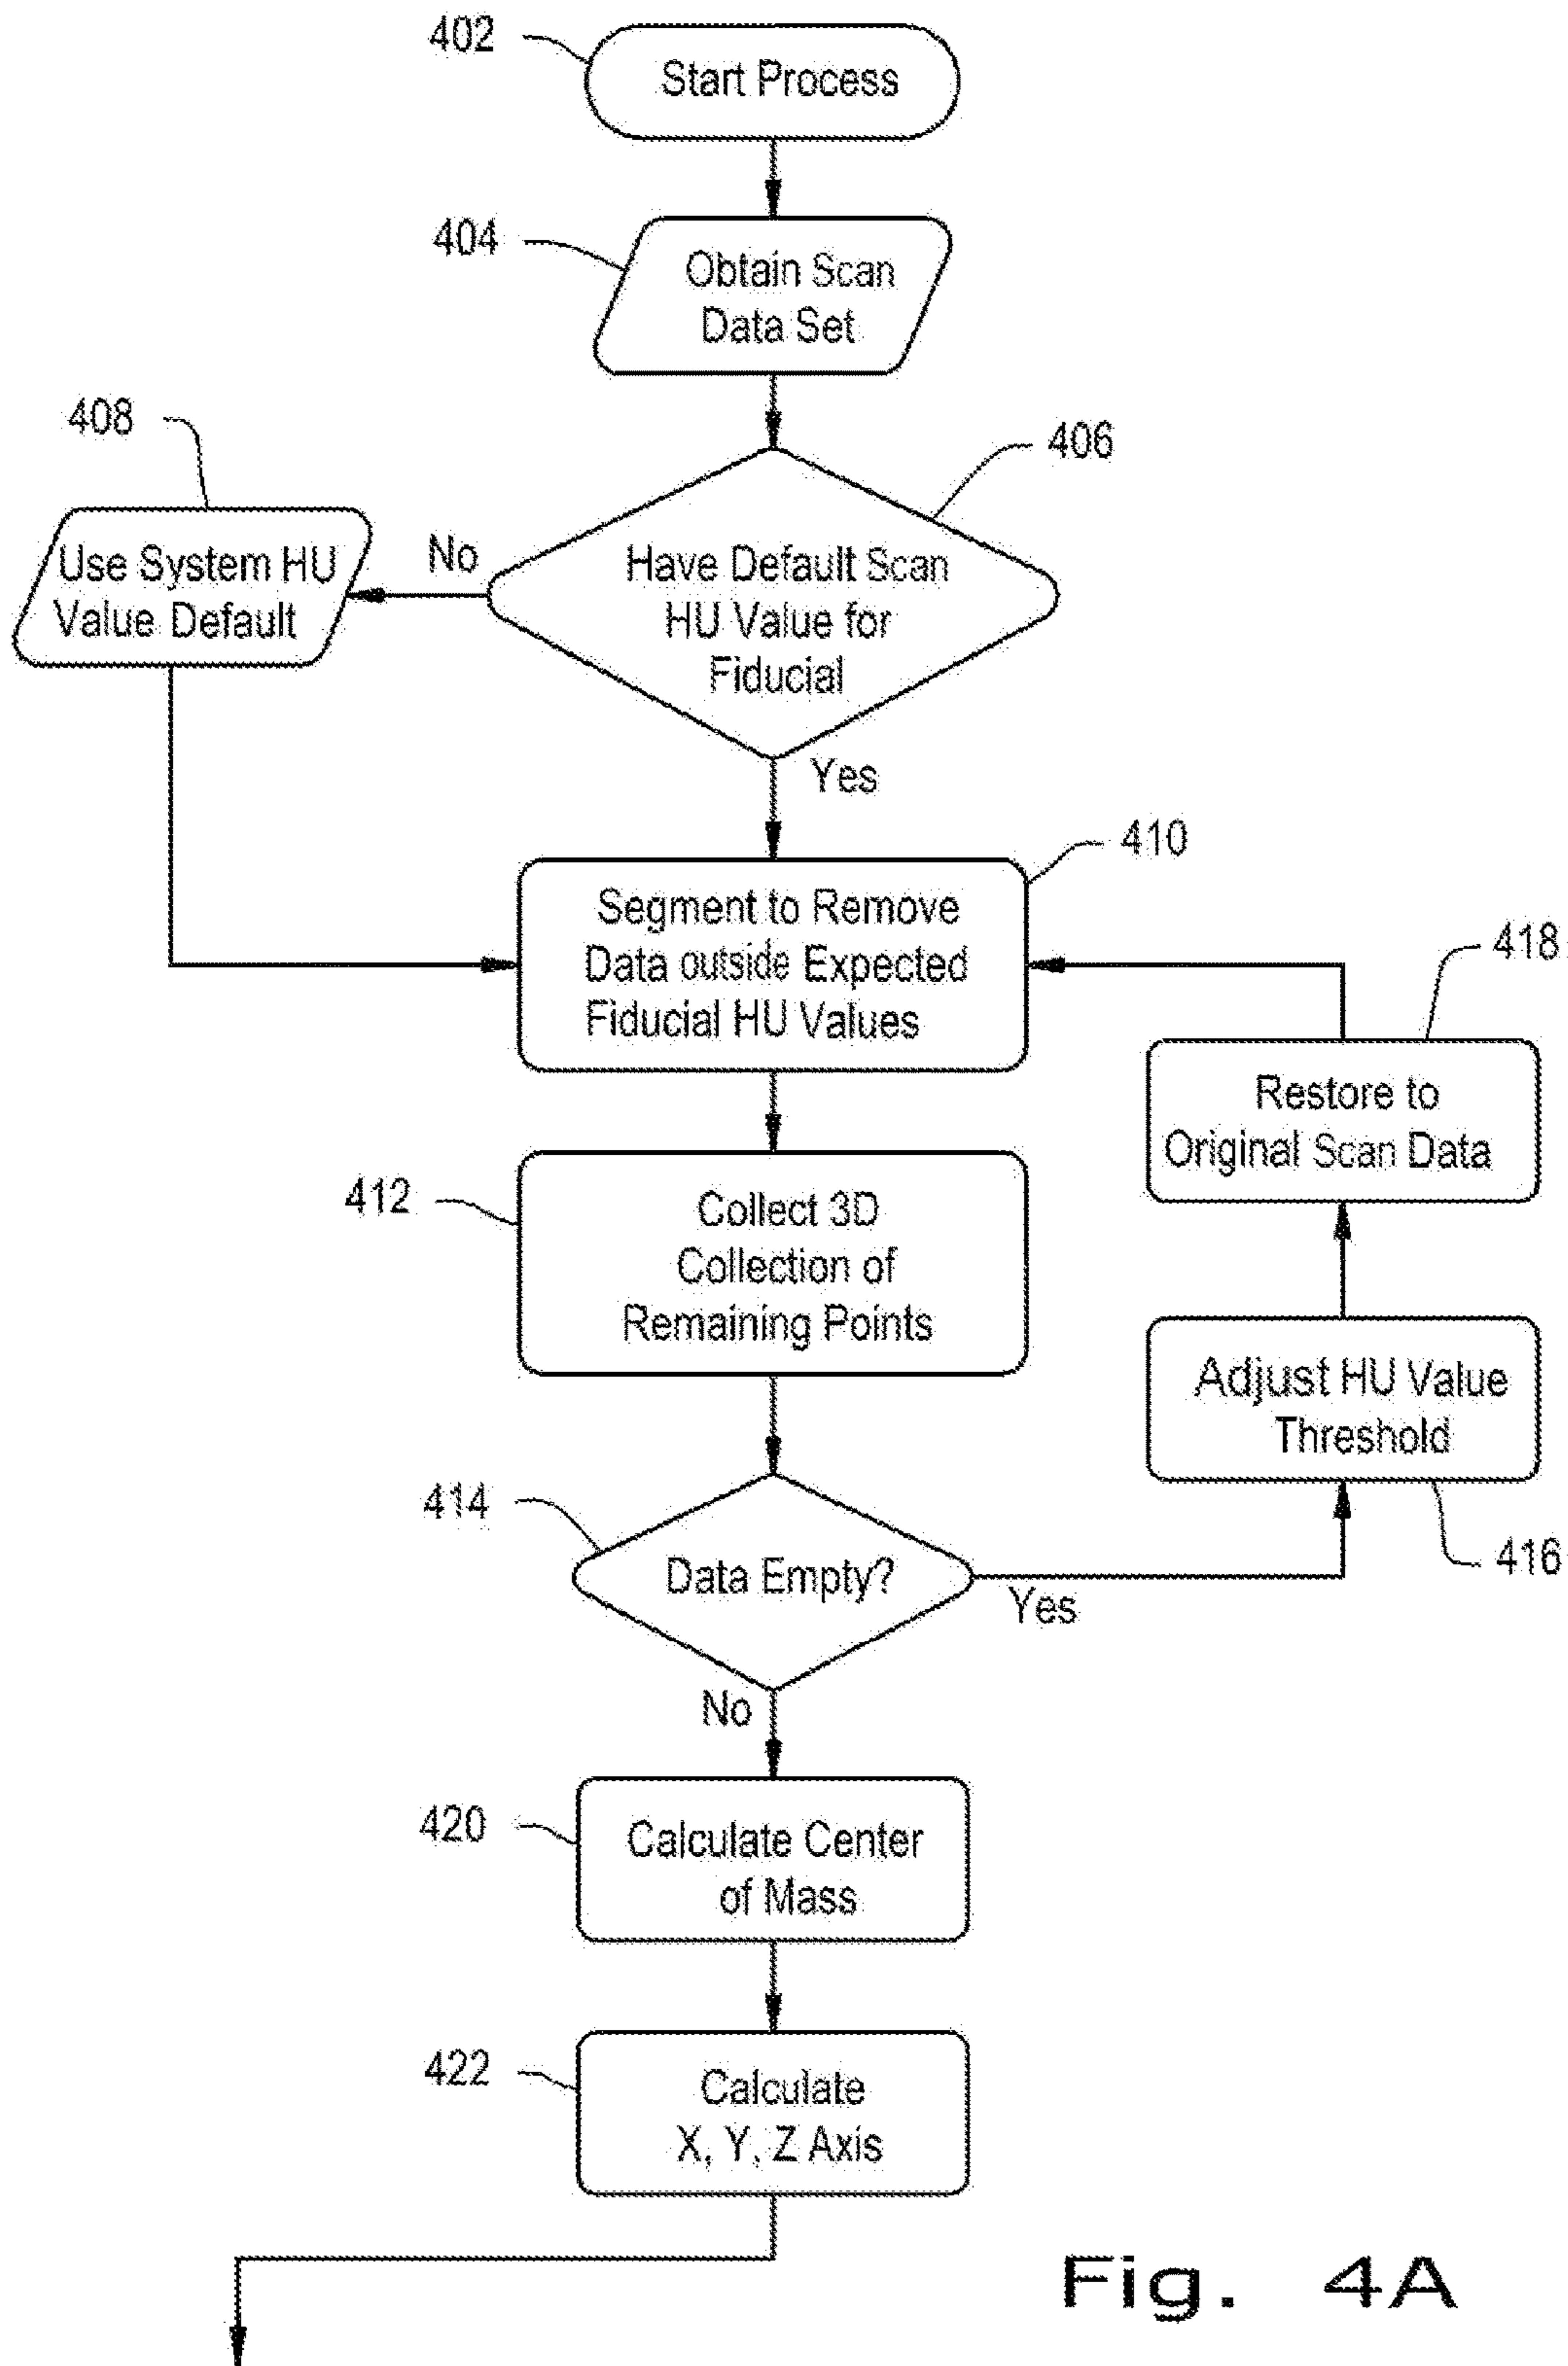 402
Start Process
404
Obtain Scan
Data Set
408
406
Use System HU
Value Default
No
Have Default Scan
HU Value for
Fiducial
Yes
410
Segment to Remove
Data outside Expected
Fiducial HU Values
418
Restore to
Original Scan Data
412
Collect 3D
Collection of
Remaining Points
Adjust HU Value
Threshold
416
414
Data Empty?
Yes
No
420
Calculate Center
of Mass
422
Calculate
X, Y, Z Axis
Fig. 4A